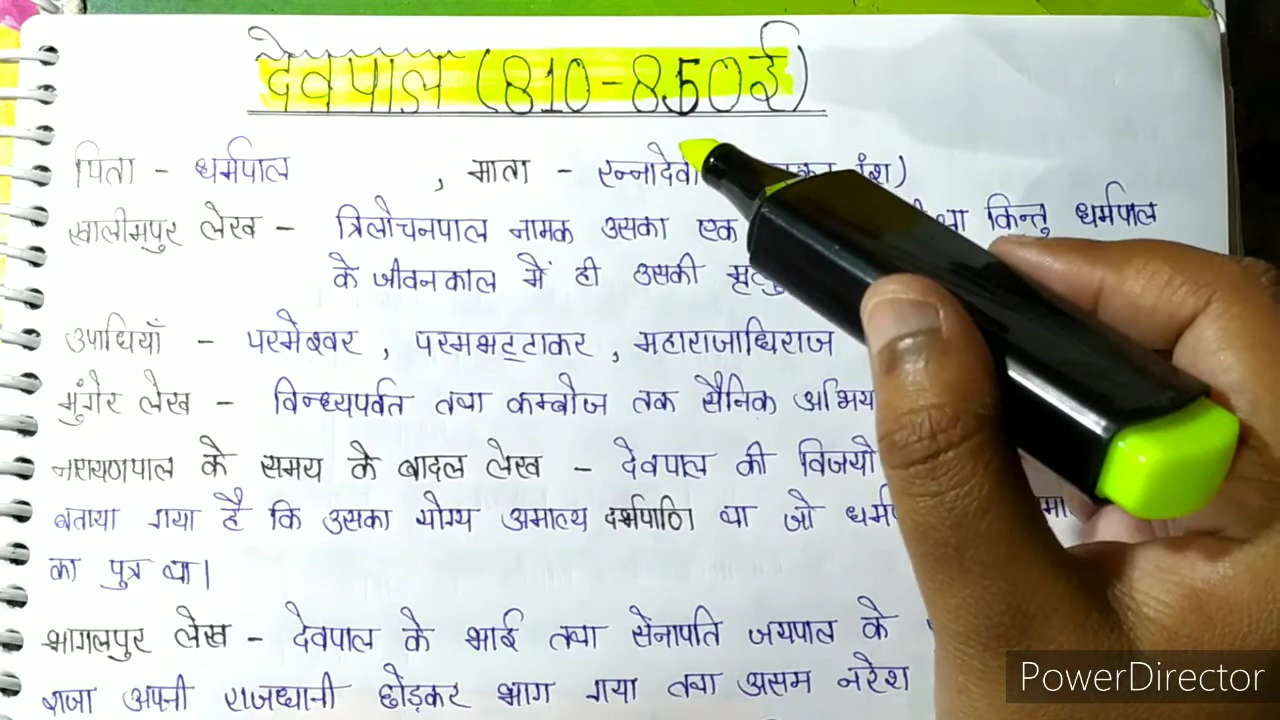 देवपाल (810-850ई)
पिता - धर्मपाल , माता - रन्नादेवी वंश)
खालीमपुर लेख - त्रिलोचनपाल नामक उसका एक था किन्तु धर्मपाल
के जीवनकाल में ही उसकी मृत्यु
उपाधियाँ - परमेश्वर , परमभट्टाकर , महाराजाधिराज
मुंगेर लेख - विन्ध्यपर्वत तथा कम्बोज तक सैनिक
नारायणपाल के समय के बादल लेख - देवपाल की विजयों
बताया गया है कि उसका योग्य अमात्य दर्भपाणि था जो
का पुत्र था।
भागलपुर लेख - देवपाल के भाई तथा सेनापति जयपाल के
राजा अपनी राजधानी छोड़कर भाग गया तथा असम नरेश
PowerDirector